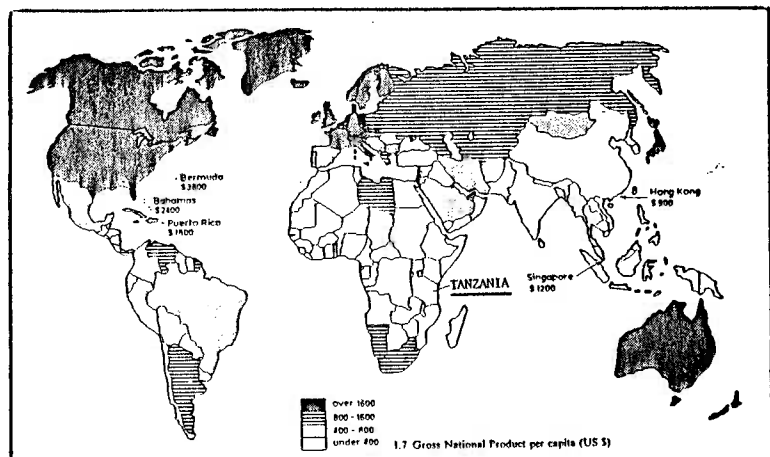 Bermuda
$ 3800
Bahamas
$ 2400
Puerto Rico
$ 1800
Hong Kong
$ 900
Singapore
$ 1200
TANZANIA
over 1600
800 - 1600
400 - 800
under 400
1.7 Gross National Product per capita (US $)